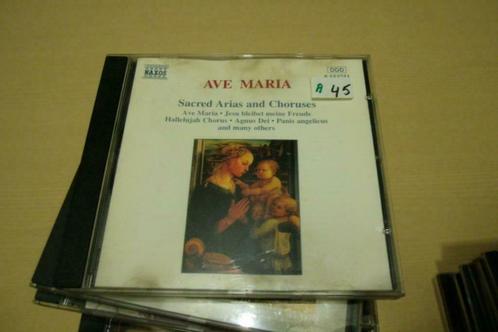 NAXOS
DDD
AVE MARIA
A 45
Sacred Arias and Choruses
Ave Maria • Jesu bleibet meine Freude
Hallelujah Chorus • Agnus Dei • Panis angelicus
and many others